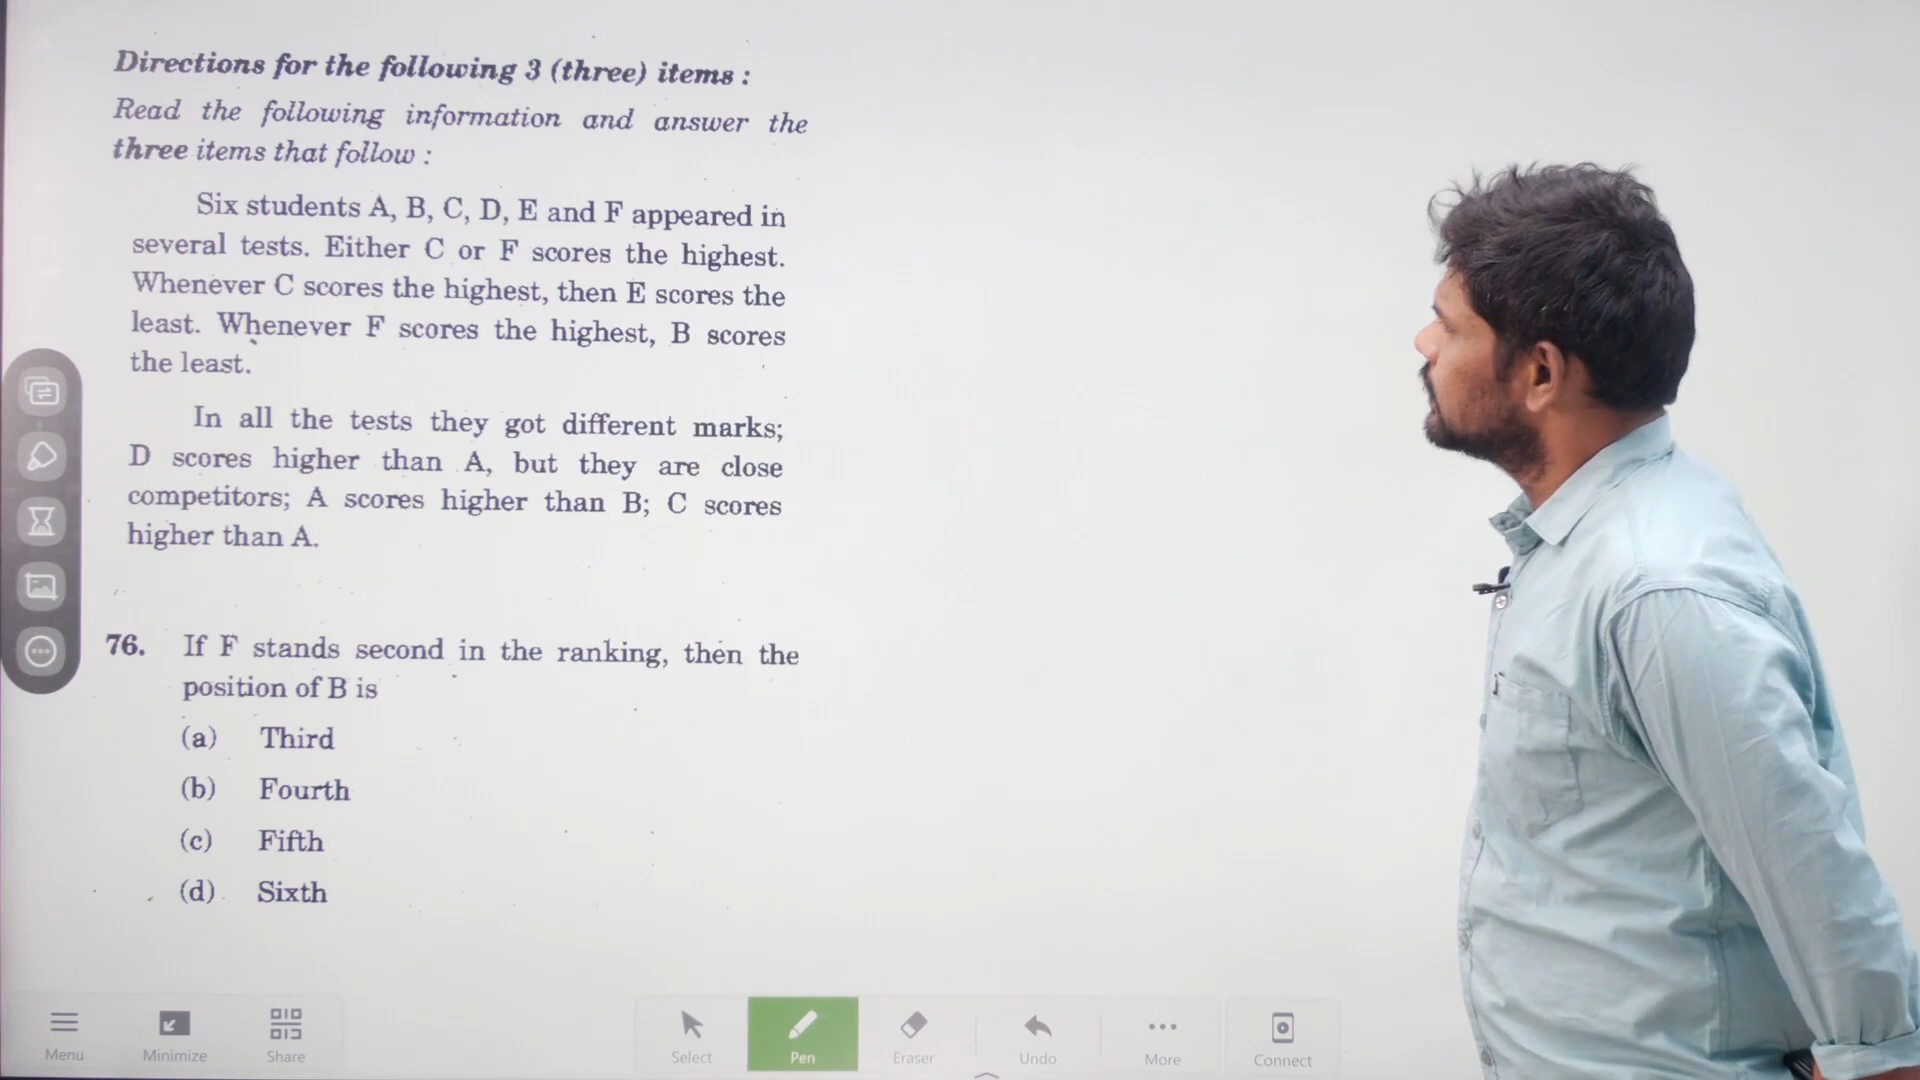 Directions for the following 3 (three) items :
Read the following information and answer the
three items that follow :
Six students A, B, C, D, E and F appeared in
several tests. Either C or F scores the highest.
Whenever C scores the highest, then E scores the
least. Whenever F scores the highest, B scores
the least.
In all the tests they got different marks;
D scores higher than A, but they are close
competitors; A scores higher than B; C scores
higher than A.
76. If F stands second in the ranking, then the
position of B is
(a) Third
(b) Fourth
(c) Fifth
(d) Sixth
Menu
Minimize
Share
Select
Pen
Eraser
Undo
More
Connect